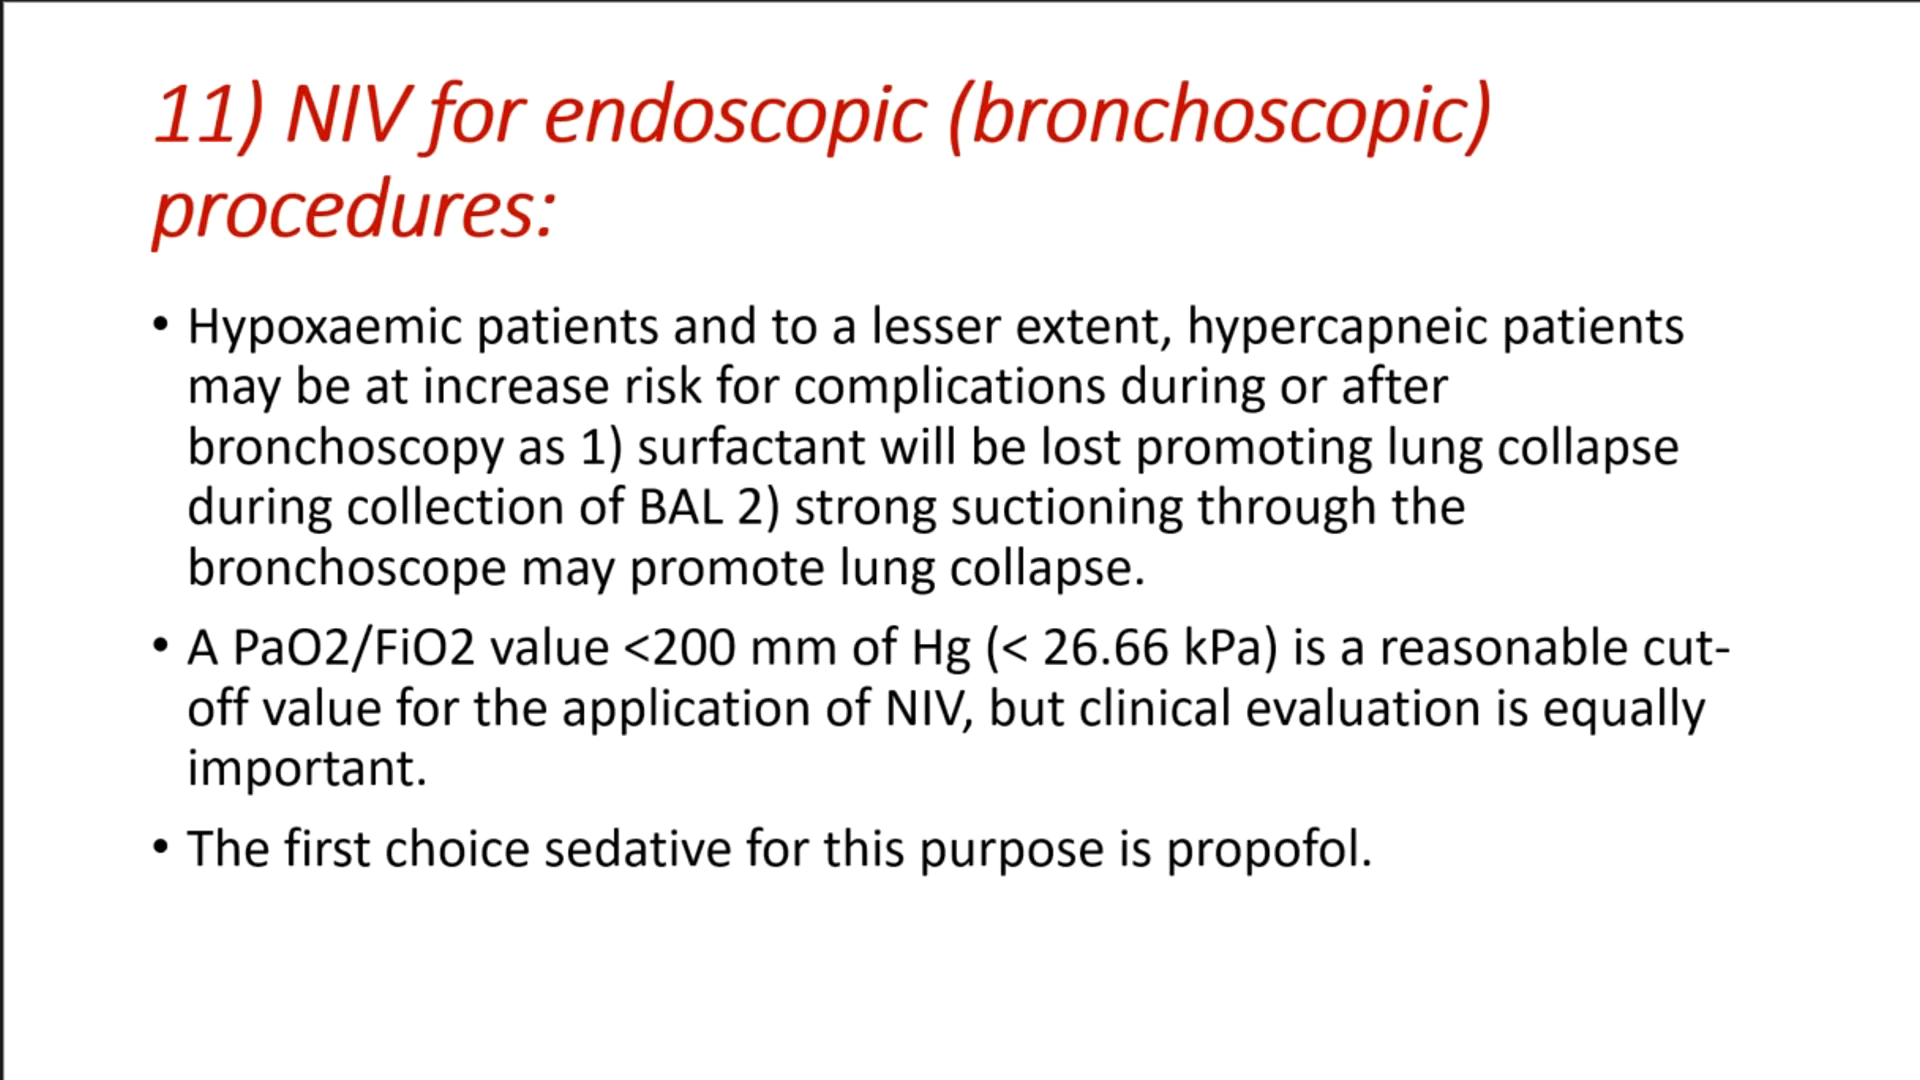 11) NIV for endoscopic (bronchoscopic)
procedures:
• Hypoxaemic patients and to a lesser extent, hypercapneic patients
may be at increase risk for complications during or after
bronchoscopy as 1) surfactant will be lost promoting lung collapse
during collection of BAL 2) strong suctioning through the
bronchoscope may promote lung collapse.
• A PaO2/FiO2 value <200 mm of Hg (< 26.66 kPa) is a reasonable cut-
off value for the application of NIV, but clinical evaluation is equally
important.
• The first choice sedative for this purpose is propofol.